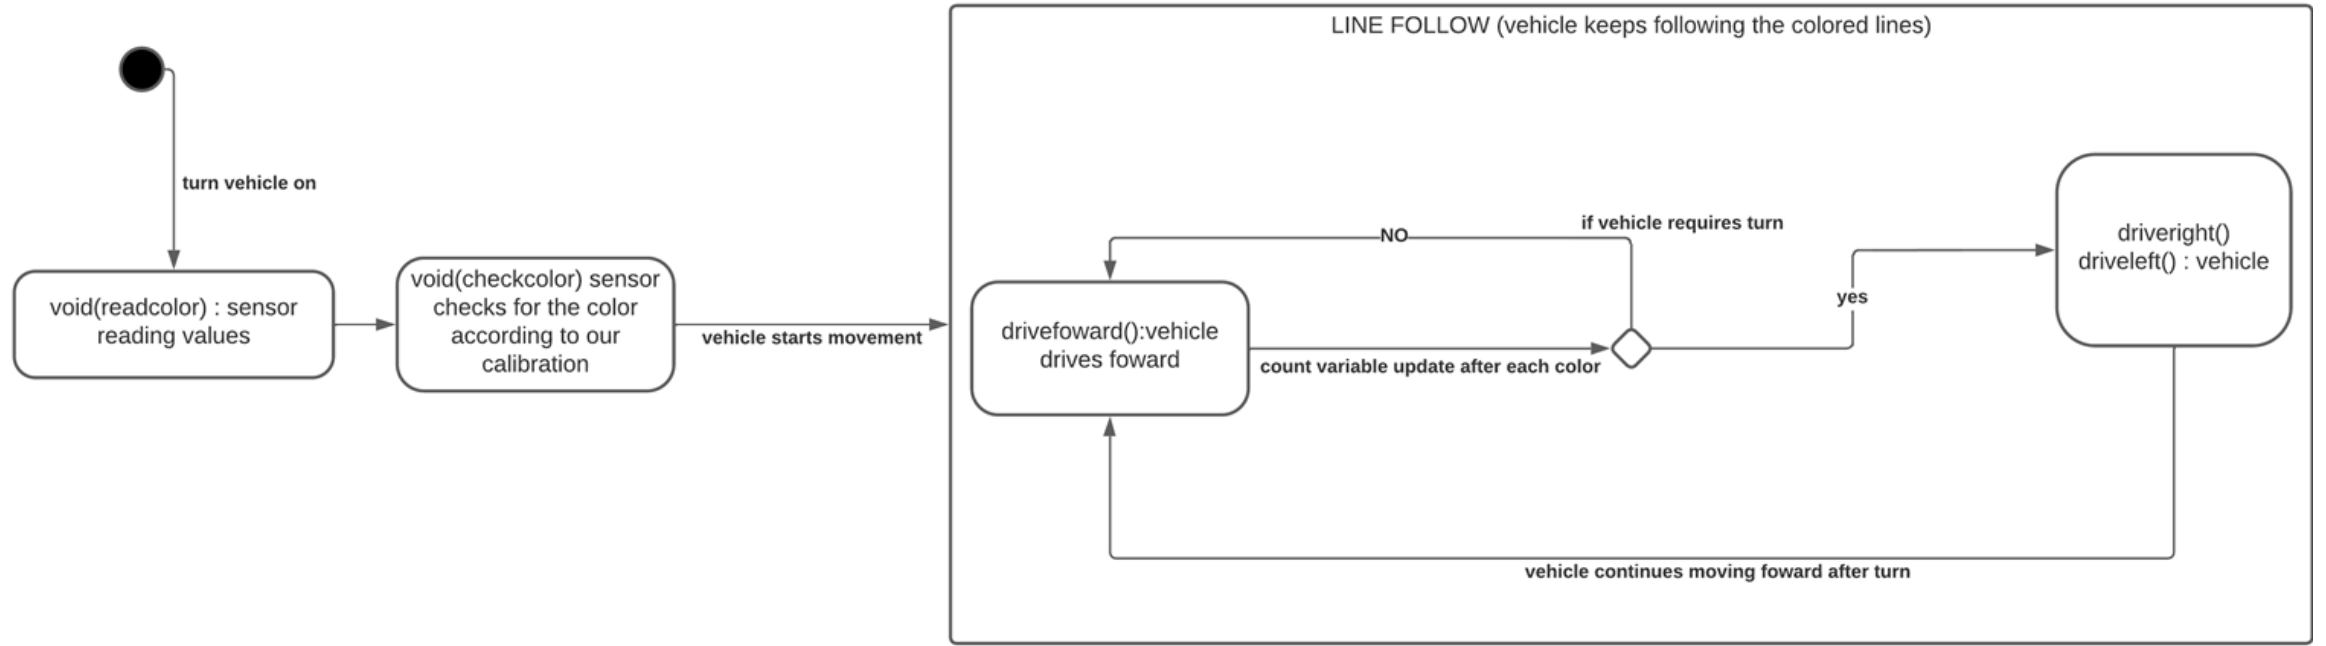 LINE FOLLOW (vehicle keeps following the colored lines)
turn vehicle on
void(readcolor) : sensor
reading values
void(checkcolor) sensor
checks for the color
according to our
calibration
vehicle starts movement
drivefoward():vehicle
drives foward
NO
if vehicle requires turn
count variable update after each color
yes
driveright()
driveleft() : vehicle
vehicle continues moving foward after turn